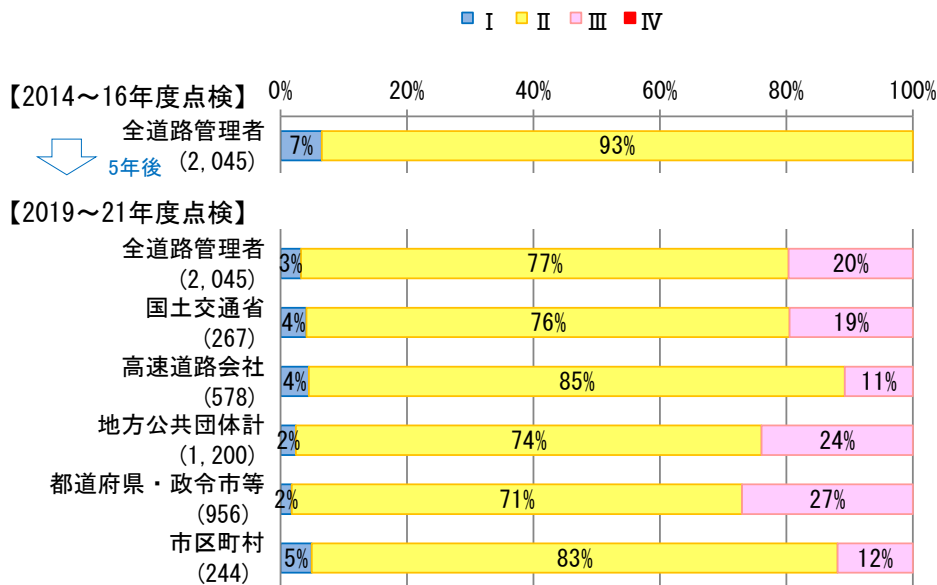 Ⅰ Ⅱ Ⅲ Ⅳ
【2014～16年度点検】 0% 20% 40% 60% 80% 100%
全道路管理者
(2,045)
7% 93%
5年後
【2019～21年度点検】
全道路管理者
(2,045)
3% 77% 20%
国土交通省
(267)
4% 76% 19%
高速道路会社
(578)
4% 85% 11%
地方公共団体計
(1,200)
2% 74% 24%
都道府県・政令市等
(956)
2% 71% 27%
市区町村
(244)
5% 83% 12%